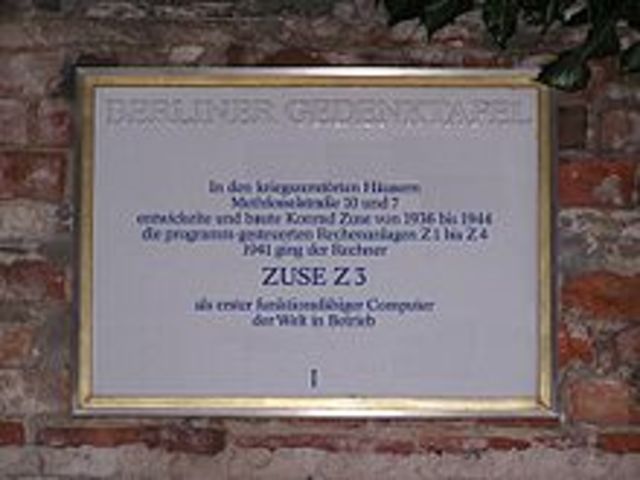 BERLINER GEDENKTAFEL
In den kriegszerstörten Häusern
Methfesselstraße 10 und 7
entwickelte und baute Konrad Zuse von 1936 bis 1944
die programm-gesteuerten Rechenanlagen Z 1 bis Z 4
1941 ging der Rechner
ZUSE Z 3
als erster funktionsfähiger Computer
der Welt in Betrieb